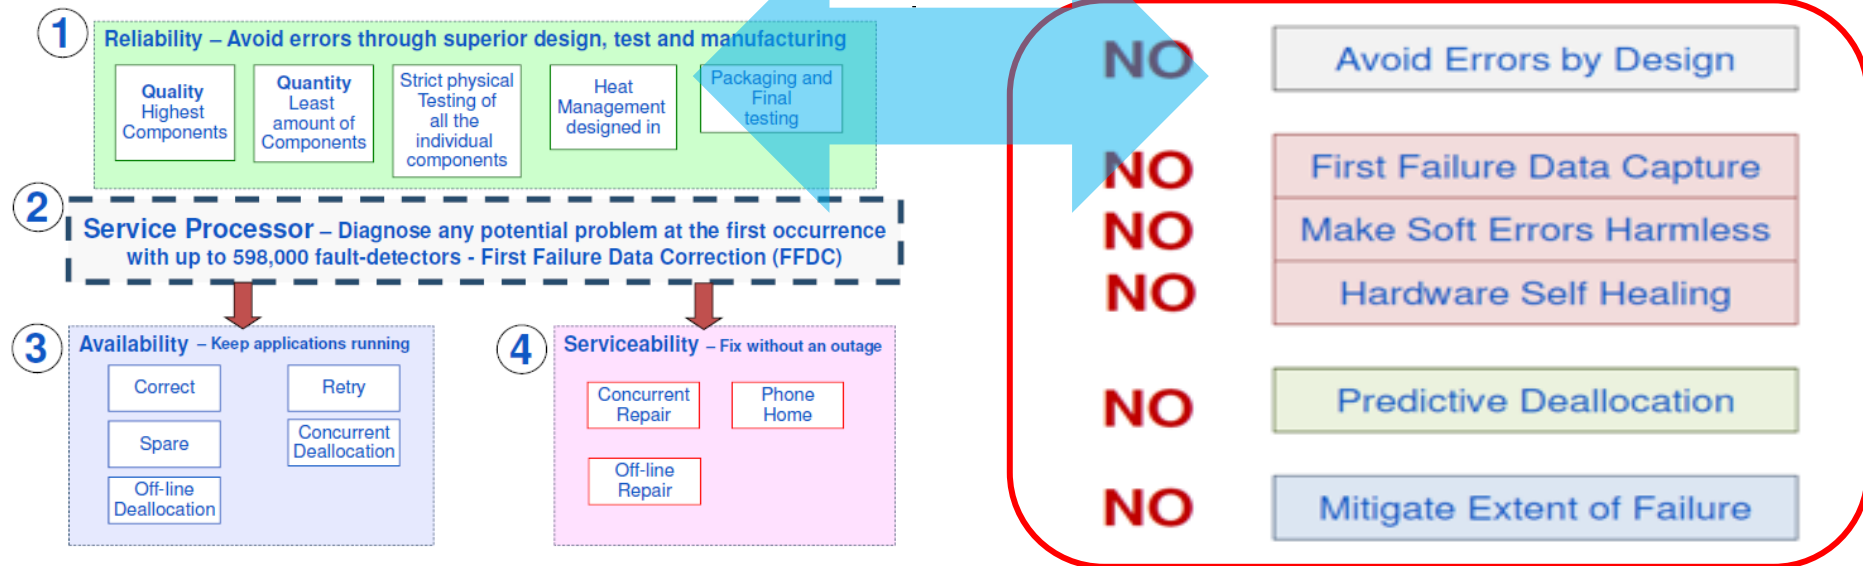 1
Reliability – Avoid errors through superior design, test and manufacturing
Quality
Highest
Components
Quantity
Least
amount of
Components
Strict physical
Testing of
all the
individual
components
Heat
Management
designed in
Packaging and
Final
testing
2
Service Processor – Diagnose any potential problem at the first occurrence
with up to 598,000 fault-detectors - First Failure Data Correction (FFDC)
3
Availability – Keep applications running
Correct
Retry
Spare
Concurrent
Deallocation
Off-line
Deallocation
4
Serviceability – Fix without an outage
Concurrent
Repair
Phone
Home
Off-line
Repair
NO Avoid Errors by Design
NO First Failure Data Capture
NO Make Soft Errors Harmless
NO Hardware Self Healing
NO Predictive Deallocation
NO Mitigate Extent of Failure